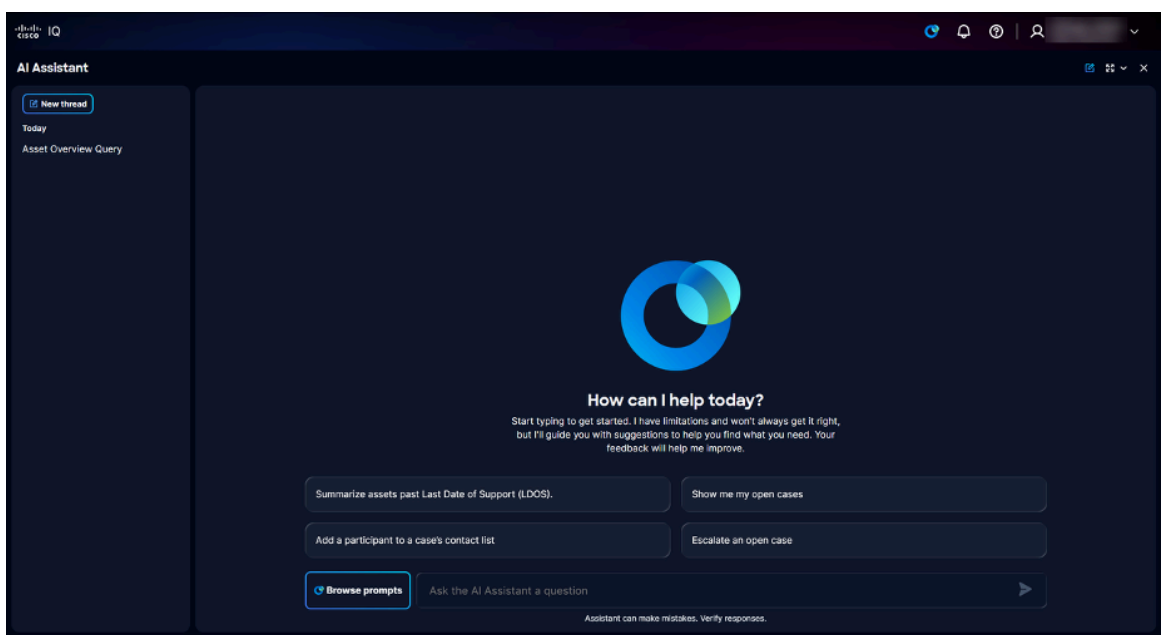 cisco IQ
AI Assistant
New thread
Today
Asset Overview Query
How can I help today?
Start typing to get started. I have limitations and won't always get it right,
but I'll guide you with suggestions to help you find what you need. Your
feedback will help me improve.
Summarize assets past Last Date of Support (LDOS).
Show me my open cases
Add a participant to a case's contact list
Escalate an open case
Browse prompts
Ask the AI Assistant a question
Assistant can make mistakes. Verify responses.